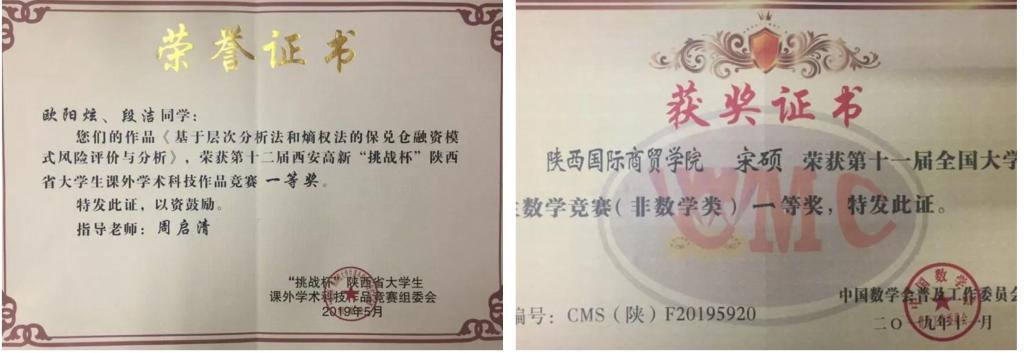 荣誉证书
欧阳炫、段洁同学：
您们的作品《基于层次分析法和熵权法的保兑仓融资模
式风险评价与分析》，荣获第十二届西安高新“挑战杯”陕西
省大学生课外学术科技作品竞赛 一等奖。
特发此证，以资鼓励。
指导老师：周启清
“挑战杯”陕西省大学生
课外学术科技作品竞赛组委会
2019年5月
获奖证书
陕西国际商贸学院 宋硕 荣获第十一届全国大学
生数学竞赛（非数学类）一等奖，特发此证。
CMC
中国数学会普及工作委员会
编号：CMS（陕）F20195920
二〇一九年十一月